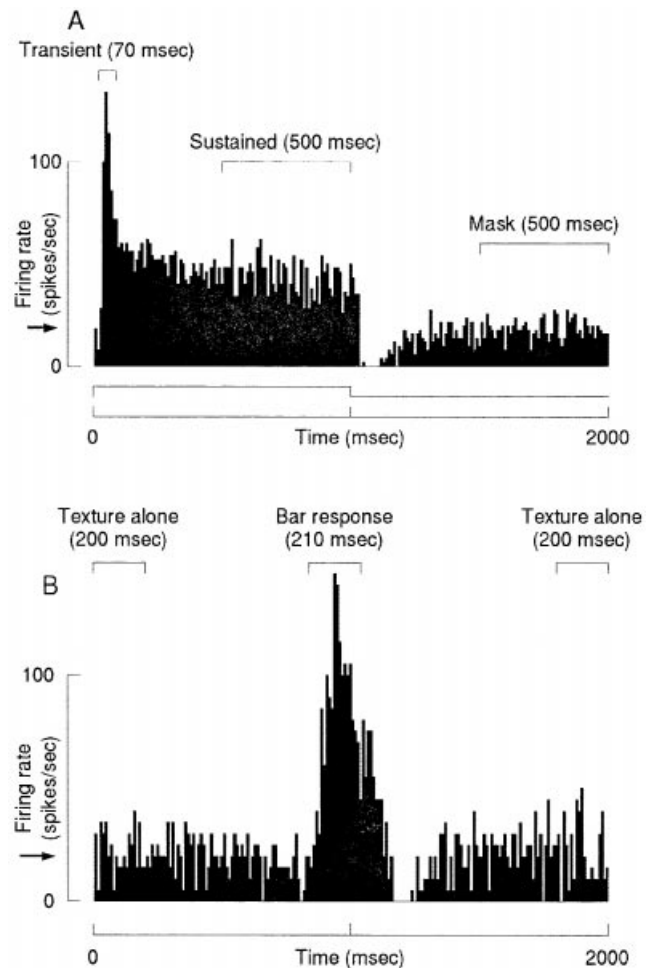 A
Transient (70 msec)
Sustained (500 msec)
100
Mask (500 msec)
Firing rate
(spikes/sec)
0
0
Time (msec)
2000
Texture alone
(200 msec)
Bar response
(210 msec)
Texture alone
(200 msec)
B
100
Firing rate
(spikes/sec)
0
0
Time (msec)
2000